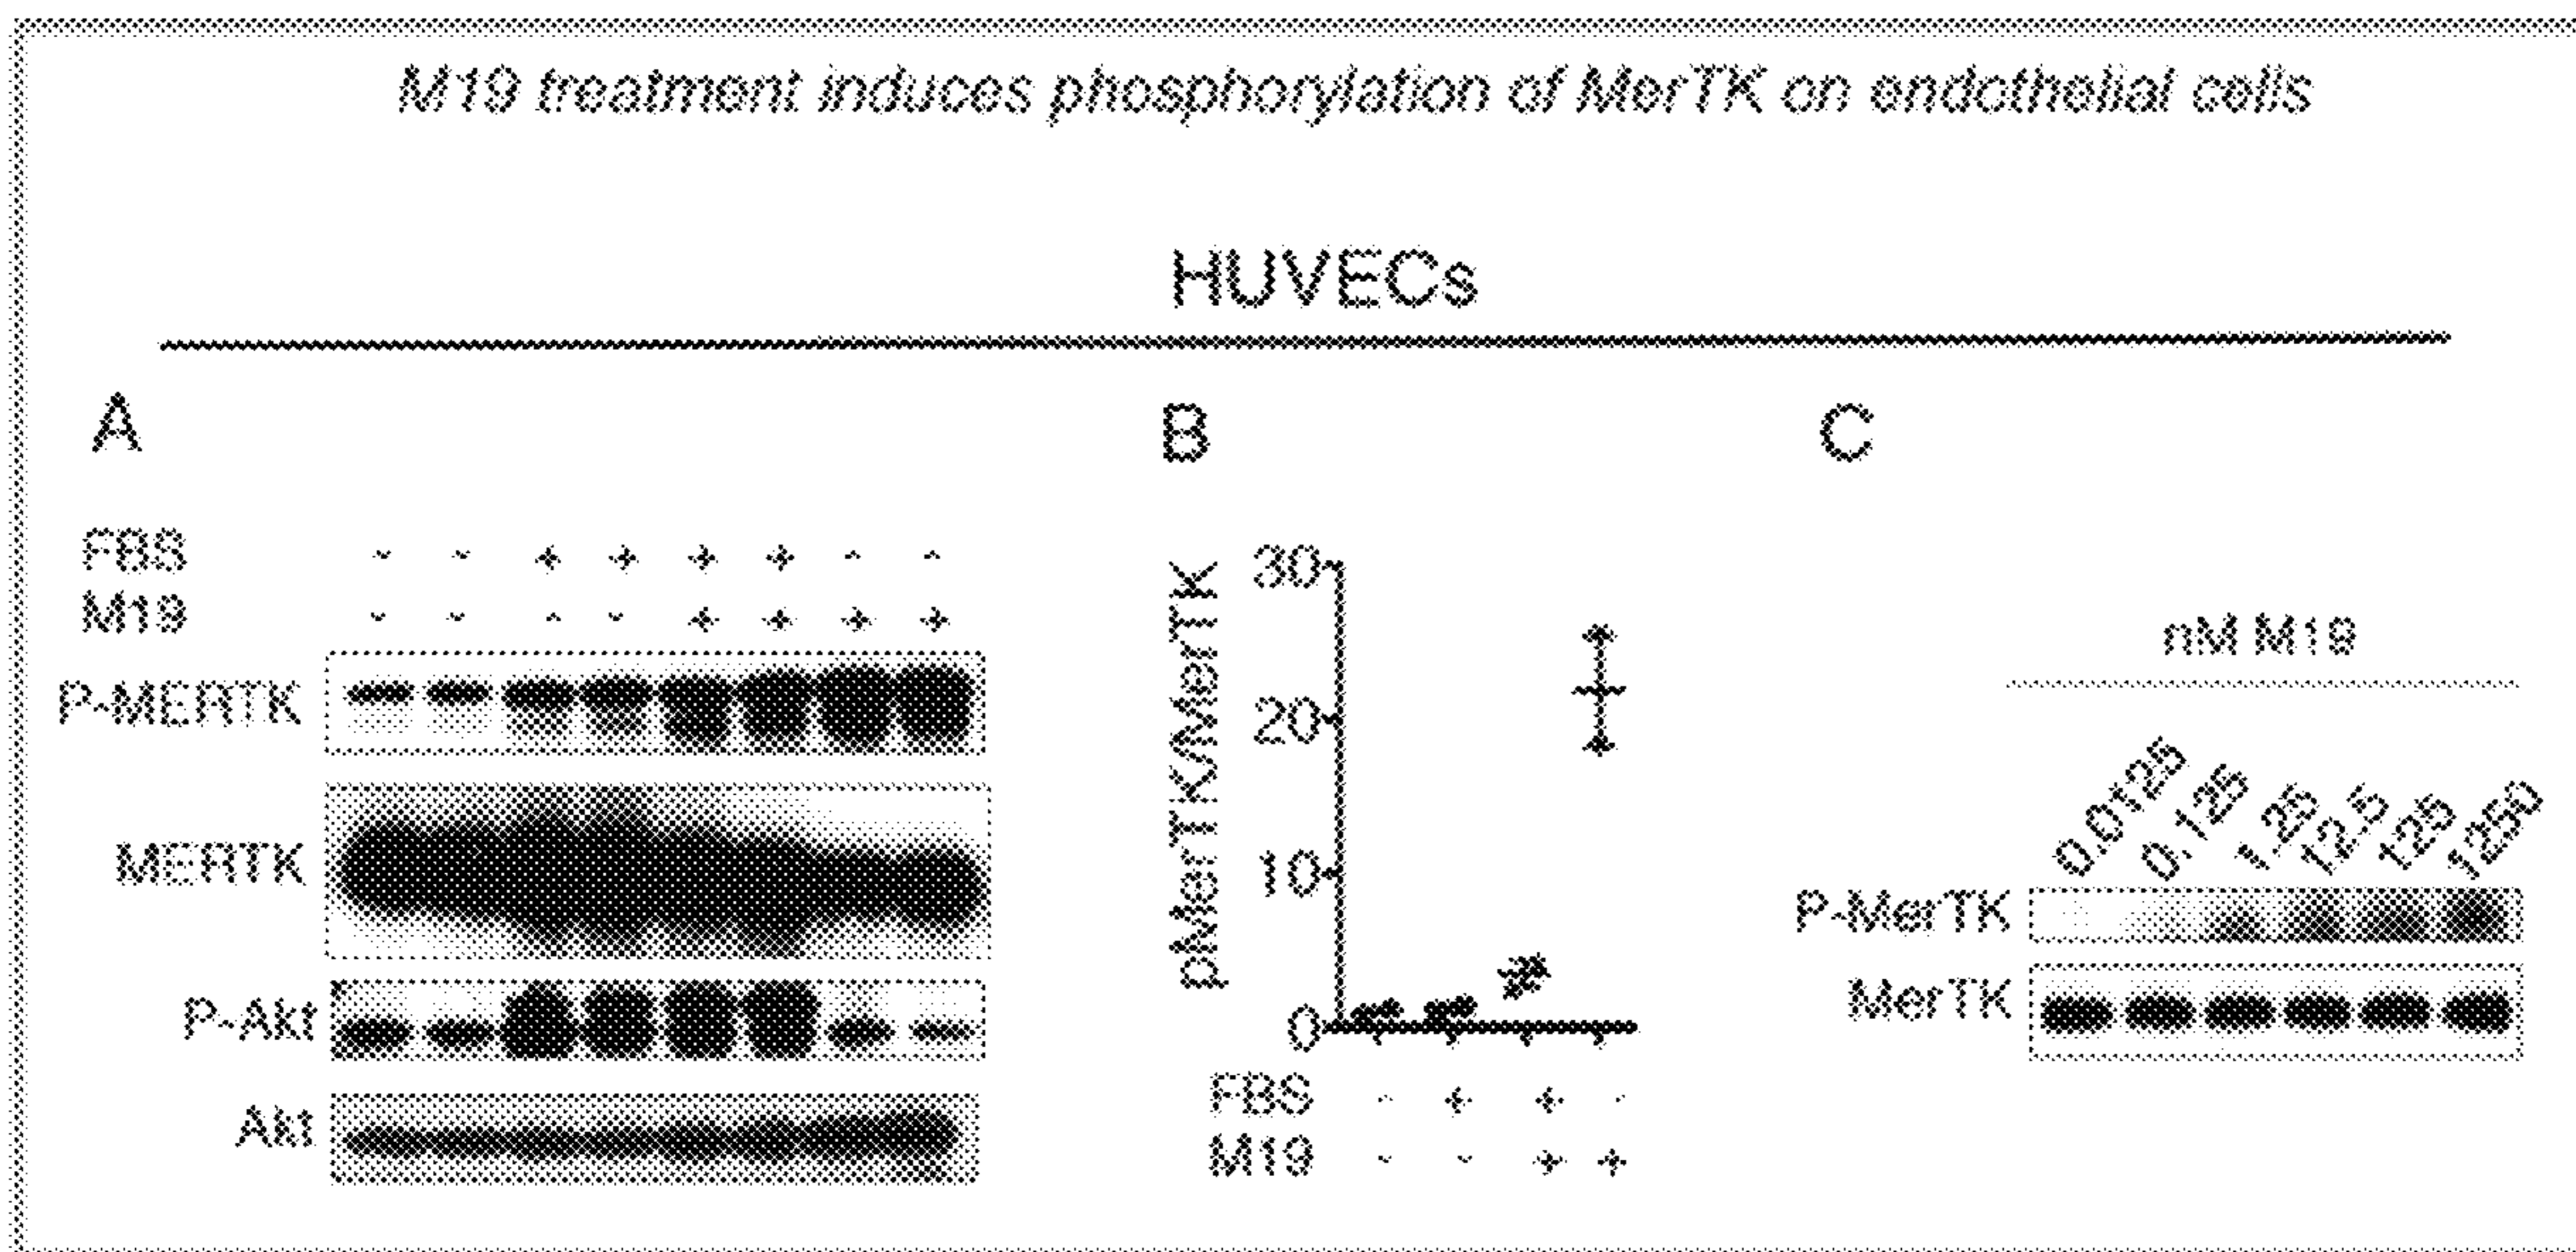 M19 treatment induces phosphorylation of MerTK on endothelial cells
HUVECs
A
FBS - - + + + + - -
M19 - - - - + + + +
P-MERTK
MERTK
P-Akt
Akt
B
pMerTK/MerTK
30
20
10
0
FBS - + + -
M19 - - + +
C
nM M19
0.0125 0.125 1.25 12.5 125 1250
P-MerTK
MerTK